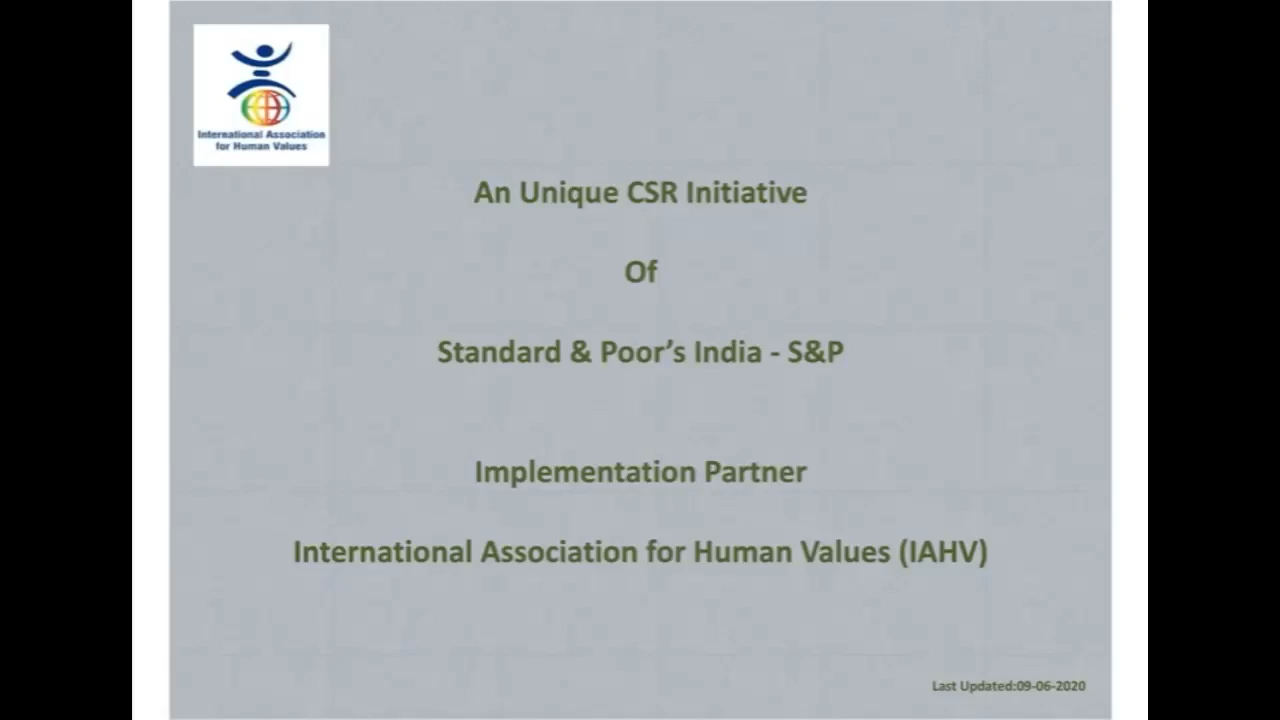 International Association
for Human Values
An Unique CSR Initiative
Of
Standard & Poor's India - S&P
Implementation Partner
International Association for Human Values (IAHV)
Last Updated:09-06-2020